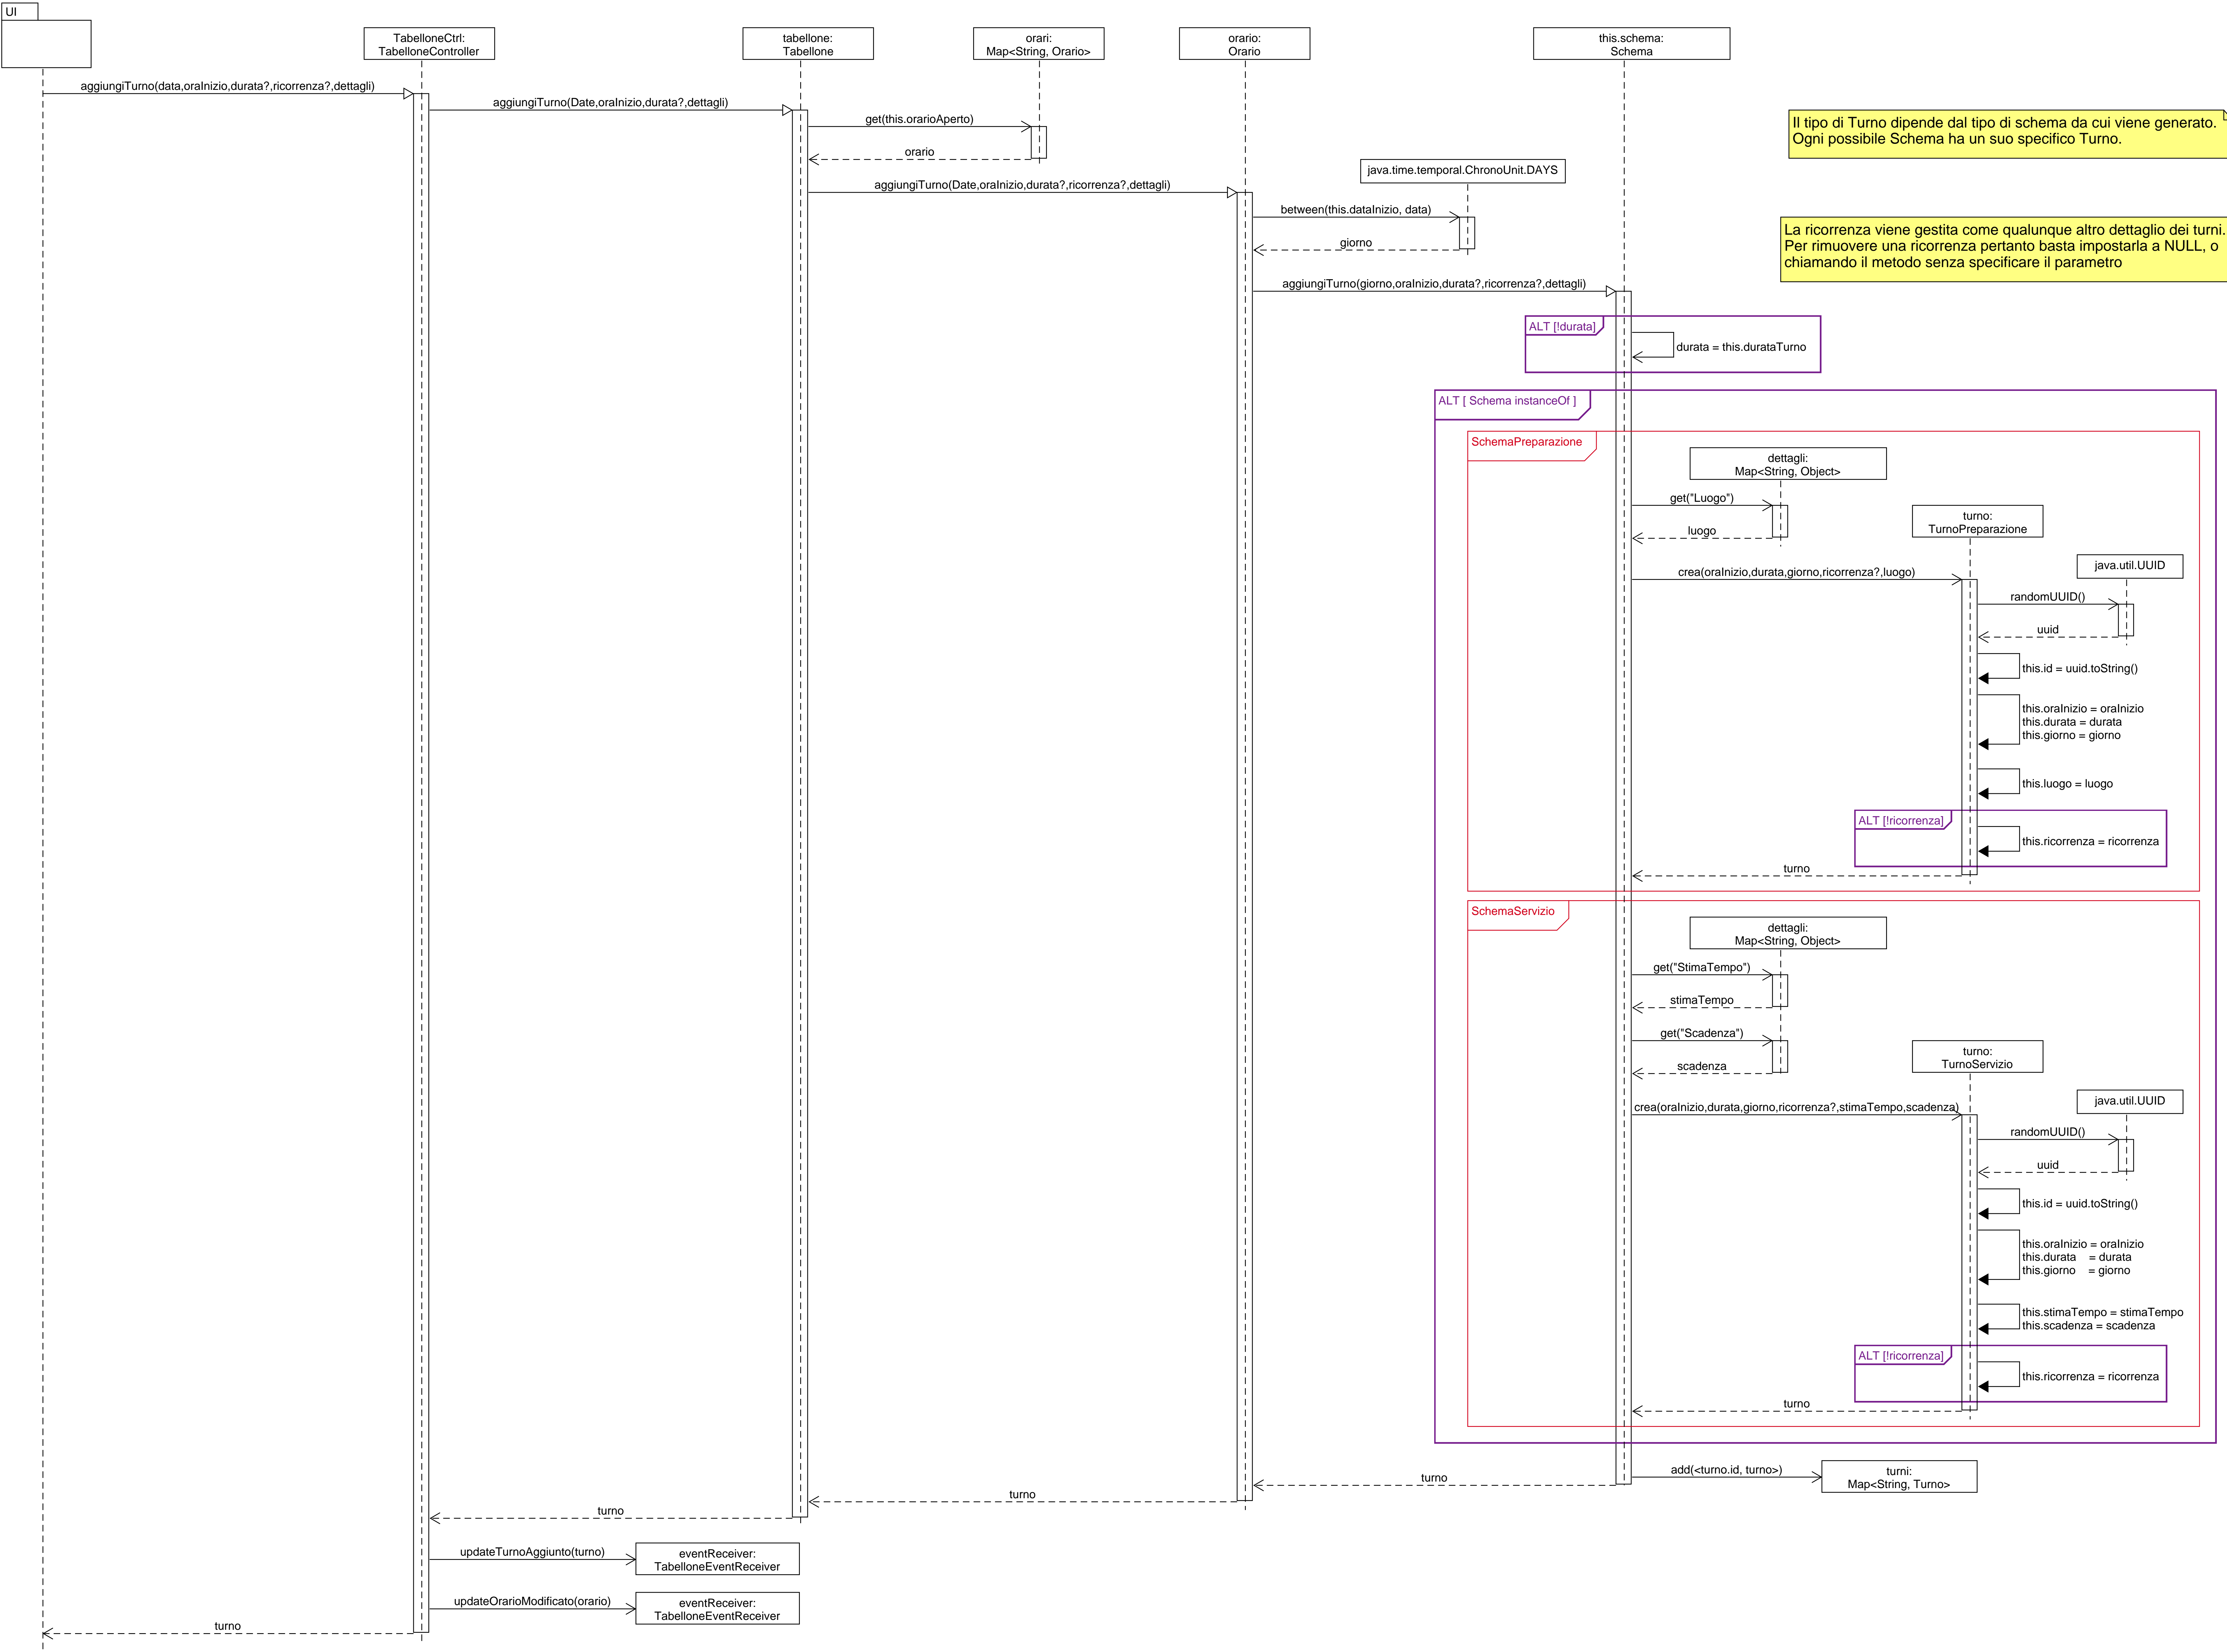 UI
TabelloneCtrl:
TabelloneController
tabellone:
Tabellone
orari:
Map<String, Orario>
orario:
Orario
this.schema:
Schema
aggiungiTurno(data,oraInizio,durata?,ricorrenza?,dettagli)
aggiungiTurno(Date,oraInizio,durata?,dettagli)
get(this.orarioAperto)
Il tipo di Turno dipende dal tipo di schema da cui viene generato.
Ogni possibile Schema ha un suo specifico Turno.
orario
java.time.temporal.ChronoUnit.DAYS
aggiungiTurno(Date,oraInizio,durata?,ricorrenza?,dettagli)
between(this.dataInizio, data)
La ricorrenza viene gestita come qualunque altro dettaglio dei turni.
Per rimuovere una ricorrenza pertanto basta impostarla a NULL, o
chiamando il metodo senza specificare il parametro
giorno
aggiungiTurno(giorno,oraInizio,durata?,ricorrenza?,dettagli)
ALT [!durata]
durata = this.durataTurno
ALT [ Schema instanceOf ]
SchemaPreparazione
dettagli:
Map<String, Object>
get("Luogo")
turno:
TurnoPreparazione
luogo
java.util.UUID
crea(oraInizio,durata,giorno,ricorrenza?,luogo)
randomUUID()
uuid
this.id = uuid.toString()
this.oraInizio = oraInizio
this.durata = durata
this.giorno = giorno
this.luogo = luogo
ALT [!ricorrenza]
this.ricorrenza = ricorrenza
turno
SchemaServizio
dettagli:
Map<String, Object>
get("StimaTempo")
stimaTempo
get("Scadenza")
turno:
TurnoServizio
scadenza
java.util.UUID
crea(oraInizio,durata,giorno,ricorrenza?,stimaTempo,scadenza)
randomUUID()
uuid
this.id = uuid.toString()
this.oraInizio = oraInizio
this.durata    = durata
this.giorno    = giorno
this.stimaTempo = stimaTempo
this.scadenza = scadenza
ALT [!ricorrenza]
this.ricorrenza = ricorrenza
turno
add(<turno.id, turno>)
turni:
Map<String, Turno>
turno
turno
turno
updateTurnoAggiunto(turno)
eventReceiver:
TabelloneEventReceiver
updateOrarioModificato(orario)
eventReceiver:
TabelloneEventReceiver
turno